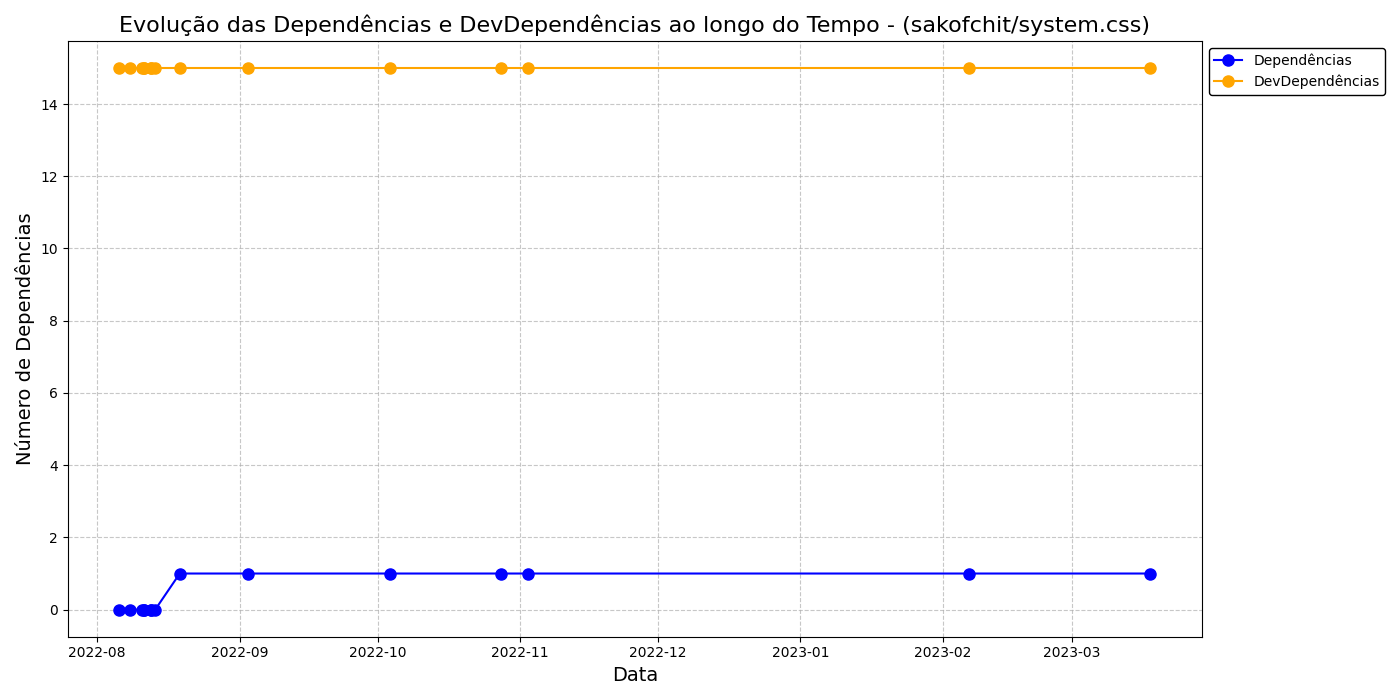 Evolução das Dependências e DevDependências ao longo do Tempo - (sakofchit/system.css)
Dependências
DevDependências
Número de Dependências
14
12
10
8
6
4
2
0
2022-08 2022-09 2022-10 2022-11 2022-12 2023-01 2023-02 2023-03
Data